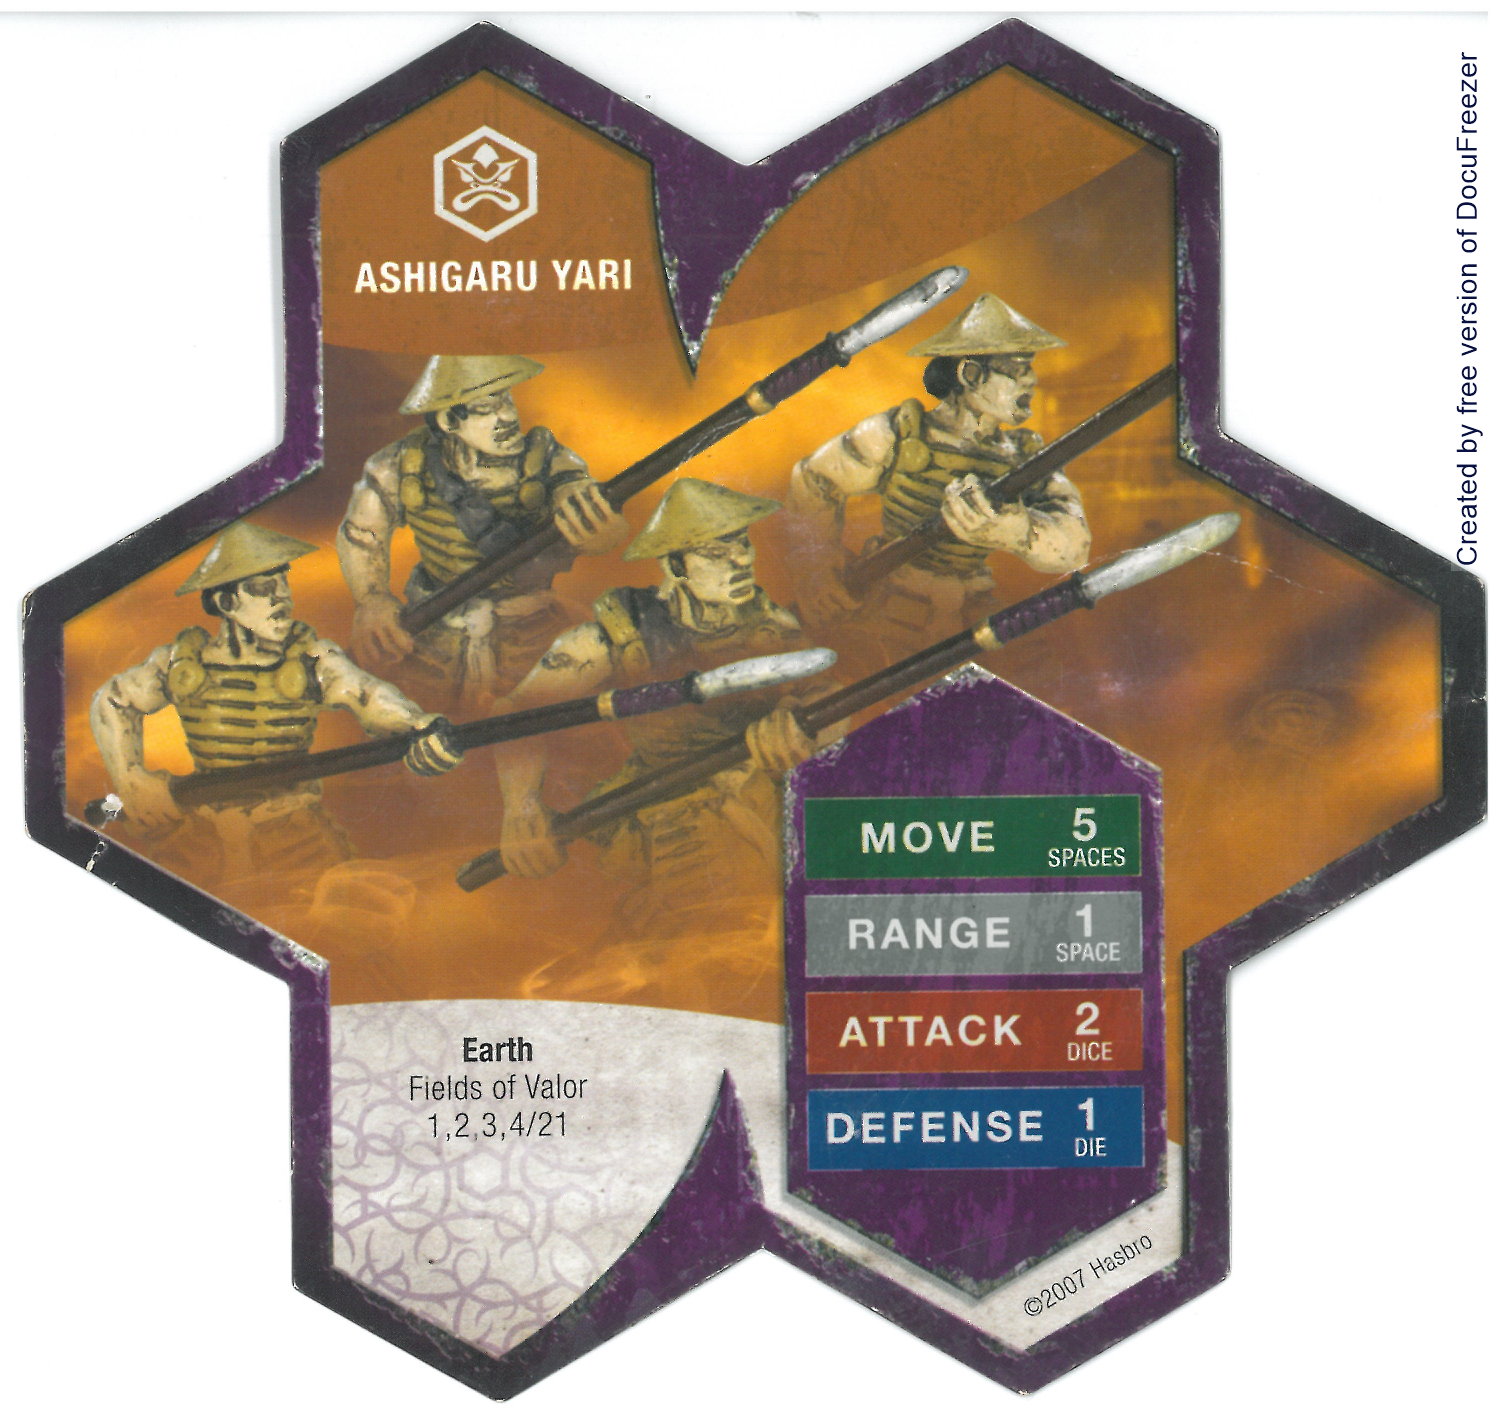 ASHIGARU YARI
MOVE 5
SPACES
RANGE 1
SPACE
ATTACK 2
DICE
DEFENSE 1
DIE
Earth
Fields of Valor
1,2,3,4/21
©2007 Hasbro
Created by free version of DocuFreezer